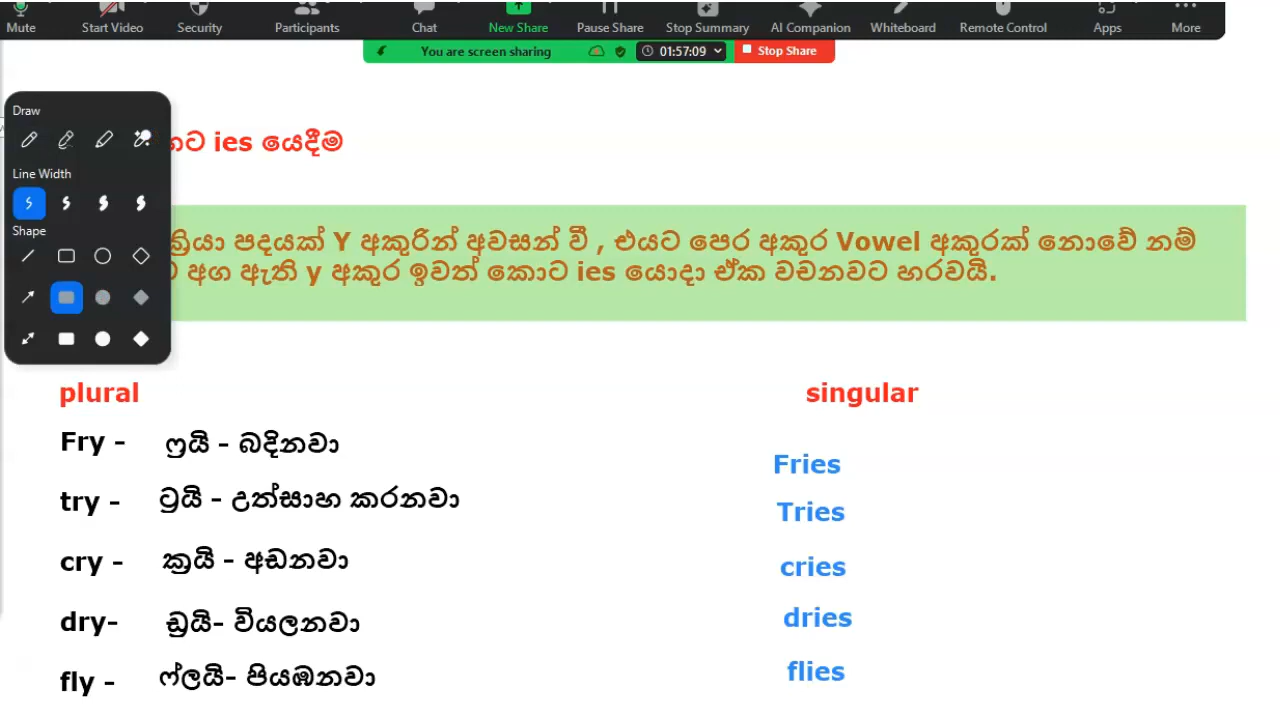 Mute Start Video Security Participants Chat New Share Pause Share Stop Summary AI Companion Whiteboard Remote Control Apps More
You are screen sharing 01:57:09 Stop Share
Draw
ies යෙදීම
Line Width
Shape
පදයක් Y අකුරින් අවසන් වී , එයට පෙර අකුර Vowel අකුරක් නොවේ නම්
අග ඇති y අකුර ඉවත් කොට ies යොදා ඒක වචනවට හරවයි.
plural singular
Fry - ෆ්‍රයි - බදිනවා
Fries
try - ට්‍රයි - උත්සාහ කරනවා
Tries
cry - ක්‍රයි - අඩනවා
cries
dry- ඩ්‍රයි- වියලනවා
dries
fly - ෆ්ලයි- පියඹනවා
flies